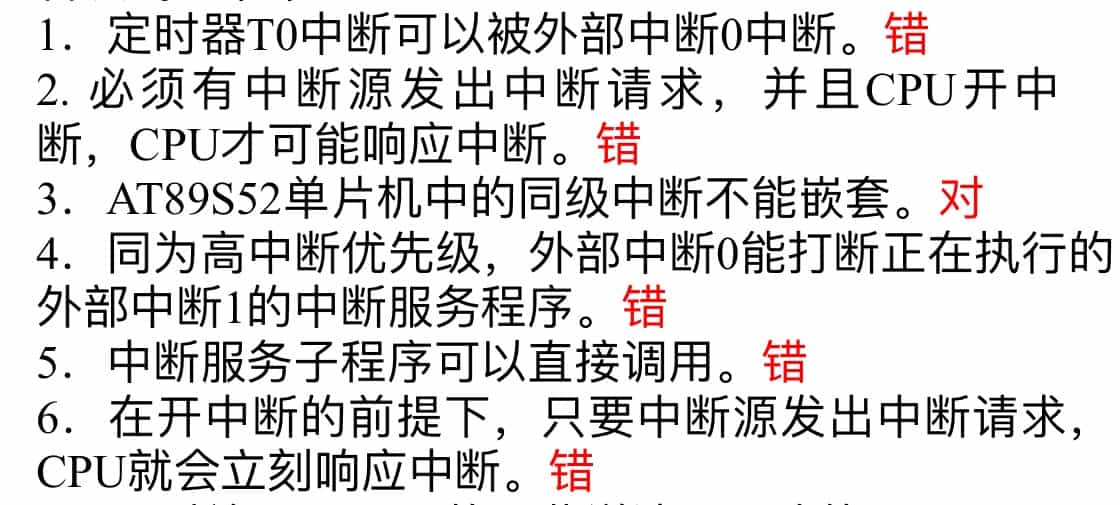 1．定时器T0中断可以被外部中断0中断。错
2. 必须有中断源发出中断请求，并且CPU开中
断，CPU才可能响应中断。错
3．AT89S52单片机中的同级中断不能嵌套。对
4．同为高中断优先级，外部中断0能打断正在执行的
外部中断1的中断服务程序。错
5．中断服务子程序可以直接调用。错
6．在开中断的前提下，只要中断源发出中断请求，
CPU就会立刻响应中断。错